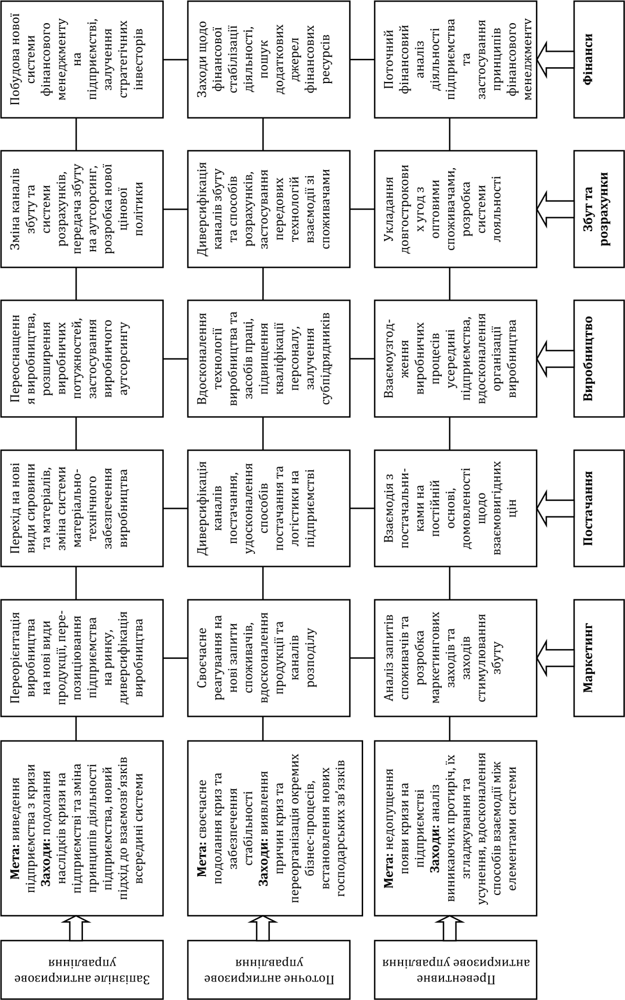 Запізніле антикризове
управління
Мета: виведення
підприємства з кризи
Заходи: подолання
наслідків кризи на
підприємстві та зміна
принципів діяльності
підприємства, новий
підхід до взаємозв'язків
всередині системи
Переорієнтація
виробництва
на нові види
продукції, пере-
позиціювання
підприємства
на ринку,
диверсифікація
виробництва
Перехід на нові
види сировини
та матеріалів,
зміна системи
матеріально-
технічного
забезпечення
виробництва
Переоснащенн
я виробництва,
розширення
виробничих
потужностей,
застосування
виробничого
аутсорсингу
Зміна каналів
збуту та
системи
розрахунків,
передача збуту
на аутсорсинг,
розробка нової
цінової
політики
Побудова нової
системи
фінансового
менеджменту
на
підприємстві,
залучення
стратегічних
інвесторів
Поточне антикризове
управління
Мета: своєчасне
подолання криз та
забезпечення
стабільності
Заходи: виявлення
причин криз та
переорганізація окремих
бізнес-процесів,
встановлення нових
господарських зв'язків
Своєчасне
реагування на
нові запити
споживачів,
вдосконалення
продукції та
каналів
розподілу
Диверсифікація
каналів
постачання,
удосконалення
способів
постачання та
логістики на
підприємстві
Вдосконалення
технології
виробництва та
засобів праці,
підвищення
кваліфікації
персоналу,
залучення
субпідрядників
Диверсифікація
каналів збуту
та способів
розрахунків,
застосування
передових
технологій
взаємодії зі
споживачами
Заходи щодо
фінансової
стабілізації
діяльності,
пошук
додаткових
джерел
фінансових
ресурсів
Превентивне
антикризове управління
Мета: недопущення
появи кризи на
підприємстві
Заходи: аналіз
виникаючих протиріч, їх
згладжування та
усунення, вдосконалення
способів взаємодії між
елементами системи
Аналіз запитів
споживачів та
розробка
маркетингових
заходів та
заходів
стимулювання
збуту
Взаємодія з
постачальни-
ками на
постійній
основі,
домовленості
щодо
взаємовигідних
цін
Взаємоузгод-
ження
виробничих
процесів
усередині
підприємства,
вдосконалення
організації
виробництва
Укладання
довгострокови
х угод з
оптовими
споживачами,
розробка
системи
лояльності
Поточний
фінансовий
аналіз
діяльності
підприємства
та
застосування
принципів
фінансового
менеджменту
Маркетинг
Постачання
Виробництво
Збут та
розрахунки
Фінанси